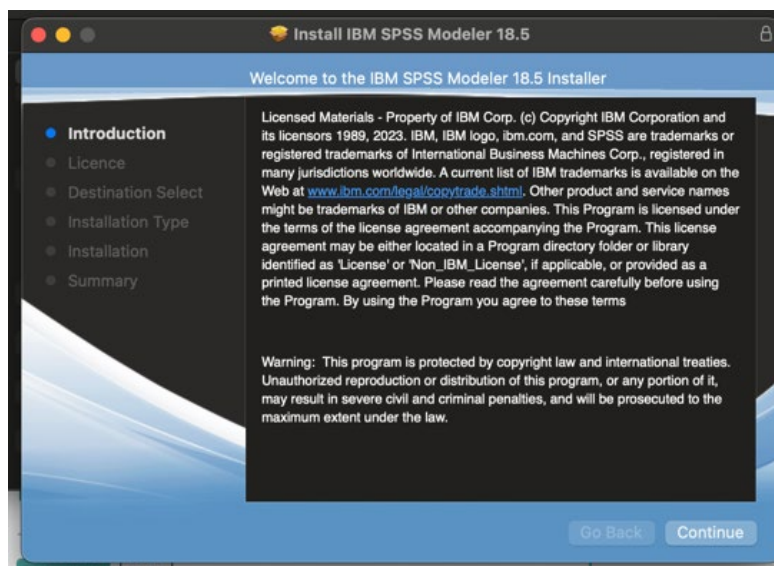 Install IBM SPSS Modeler 18.5
Welcome to the IBM SPSS Modeler 18.5 Installer
Introduction
Licence
Destination Select
Installation Type
Installation
Summary
Licensed Materials - Property of IBM Corp. (c) Copyright IBM Corporation and
its licensors 1989, 2023. IBM, IBM logo, ibm.com, and SPSS are trademarks or
registered trademarks of International Business Machines Corp., registered in
many jurisdictions worldwide. A current list of IBM trademarks is available on the
Web at www.ibm.com/legal/copytrade.shtml. Other product and service names
might be trademarks of IBM or other companies. This Program is licensed under
the terms of the license agreement accompanying the Program. This license
agreement may be either located in a Program directory folder or library
identified as 'License' or 'Non_IBM_License', if applicable, or provided as a
printed license agreement. Please read the agreement carefully before using
the Program. By using the Program you agree to these terms
Warning: This program is protected by copyright law and international treaties.
Unauthorized reproduction or distribution of this program, or any portion of it,
may result in severe civil and criminal penalties, and will be prosecuted to the
maximum extent under the law.
Go Back
Continue